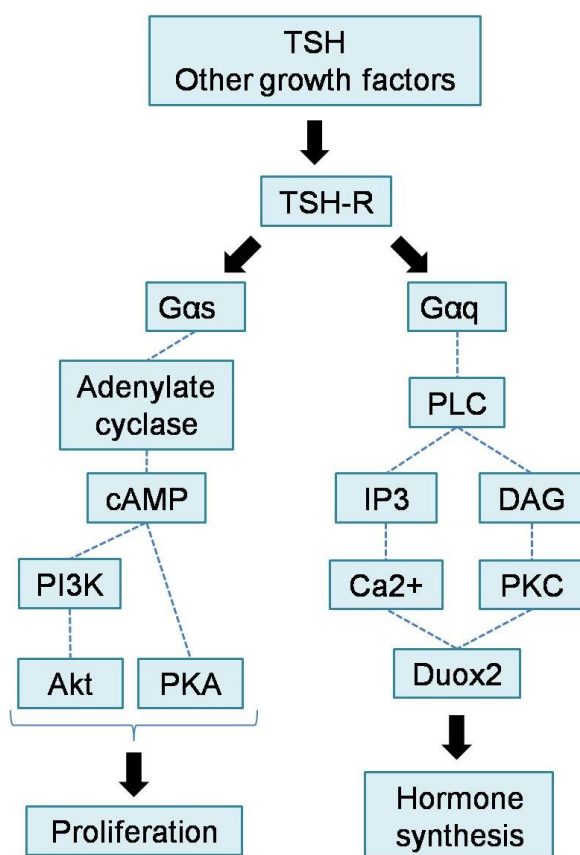 TSH
Other growth factors
TSH-R
Gαs
Gαq
Adenylate
cyclase
PLC
cAMP
IP3
DAG
PI3K
Ca2+
PKC
Akt
PKA
Duox2
Proliferation
Hormone
synthesis